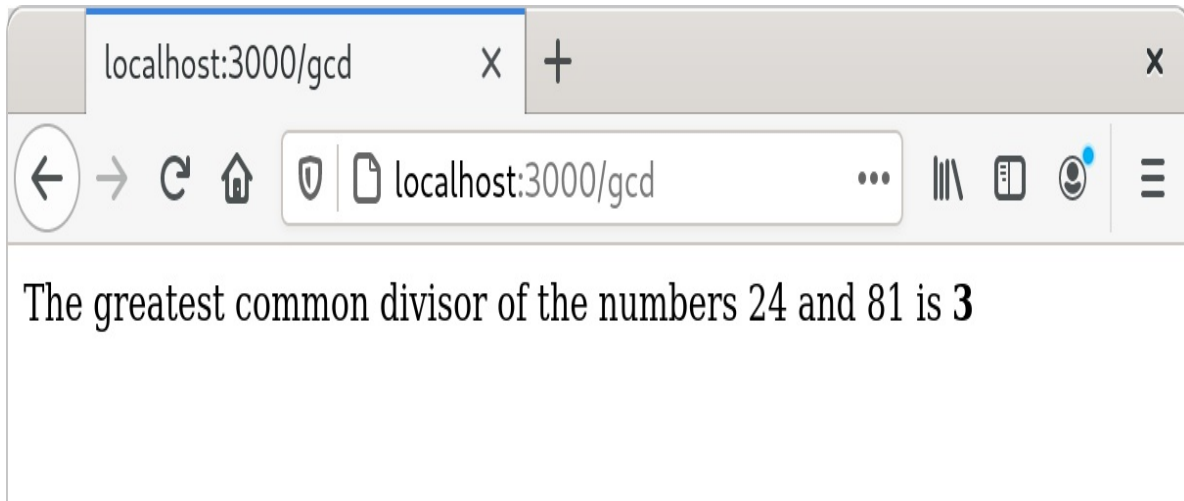 localhost:3000/gcd
localhost:3000/gcd
The greatest common divisor of the numbers 24 and 81 is 3